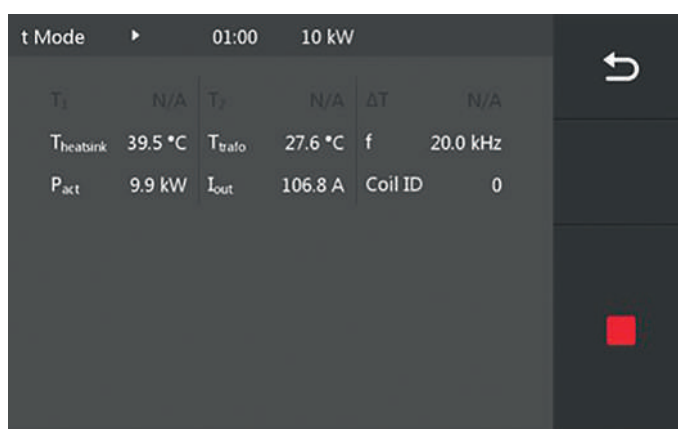 t Mode ▶ 01:00 10 kW
T1 N/A T2 N/A ΔT N/A
Theatsink 39.5 °C Ttrafo 27.6 °C f 20.0 kHz
Pact 9.9 kW Iout 106.8 A Coil ID 0